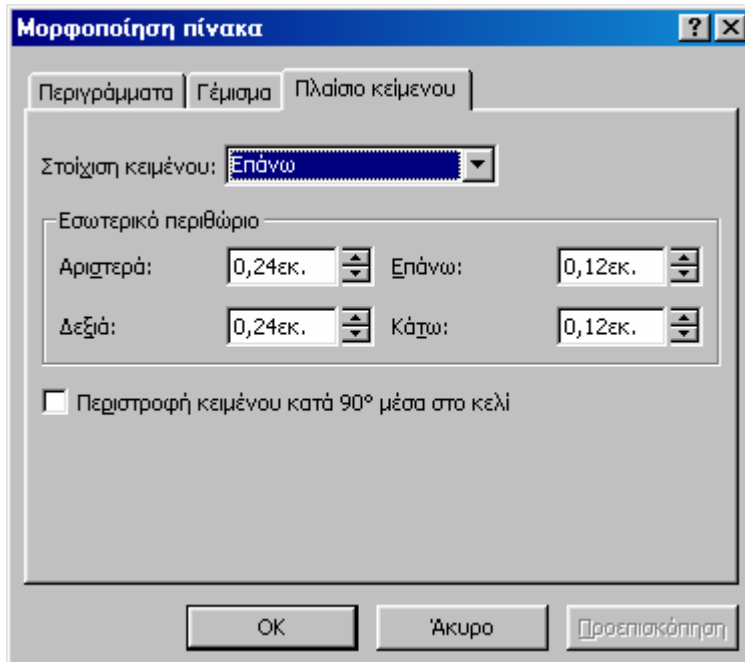 Μορφοποίηση πίνακα
Περιγράμματα Γέμισμα Πλαίσιο κείμενου
Στοίχιση κειμένου: Επάνω
Εσωτερικό περιθώριο
Αριστερά: 0,24εκ. Επάνω: 0,12εκ.
Δεξιά: 0,24εκ. Κάτω: 0,12εκ.
Περιστροφή κειμένου κατά 90° μέσα στο κελί
OK Άκυρο Προεπισκόπηση